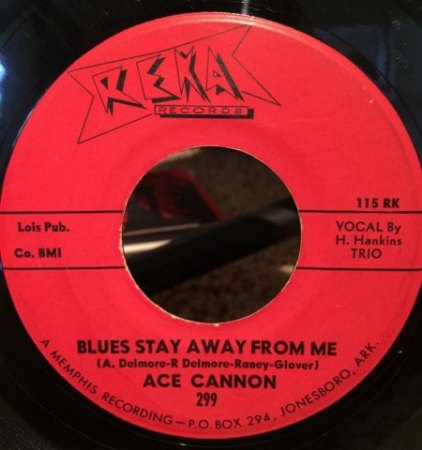 REKA
RECORDS
115 RK
Lois Pub.
Co. BMI
VOCAL By
H. Hankins
TRIO
BLUES STAY AWAY FROM ME
(A. Delmore-R Delmore-Raney-Glover)
ACE CANNON
299
A MEMPHIS RECORDING—P.O. BOX 294, JONESBORO, ARK.